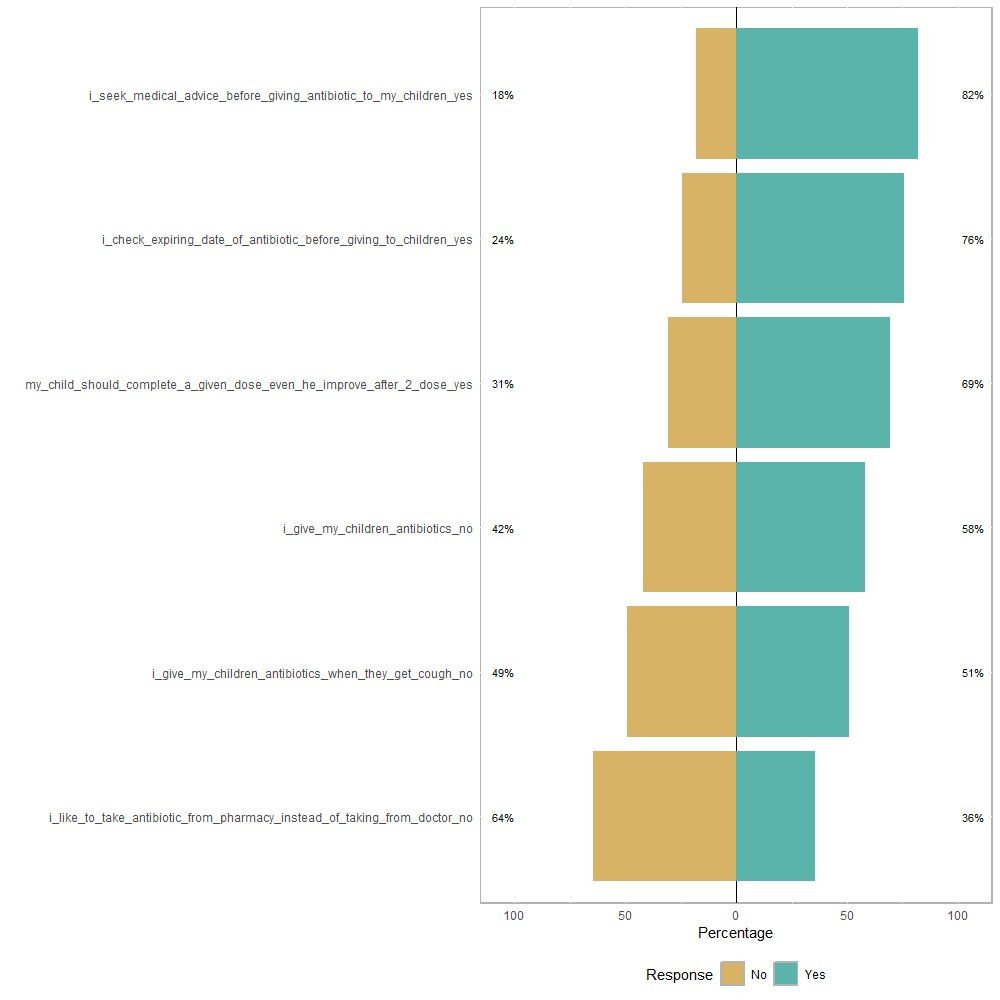 i_seek_medical_advice_before_giving_antibiotic_to_my_children_yes 18% 82%
i_check_expiring_date_of_antibiotic_before_giving_to_children_yes 24% 76%
my_child_should_complete_a_given_dose_even_he_improve_after_2_dose_yes 31% 69%
i_give_my_children_antibiotics_no 42% 58%
i_give_my_children_antibiotics_when_they_get_cough_no 49% 51%
i_like_to_take_antibiotic_from_pharmacy_instead_of_taking_from_doctor_no 64% 36%
100 50 0 50 100
Percentage
Response No Yes